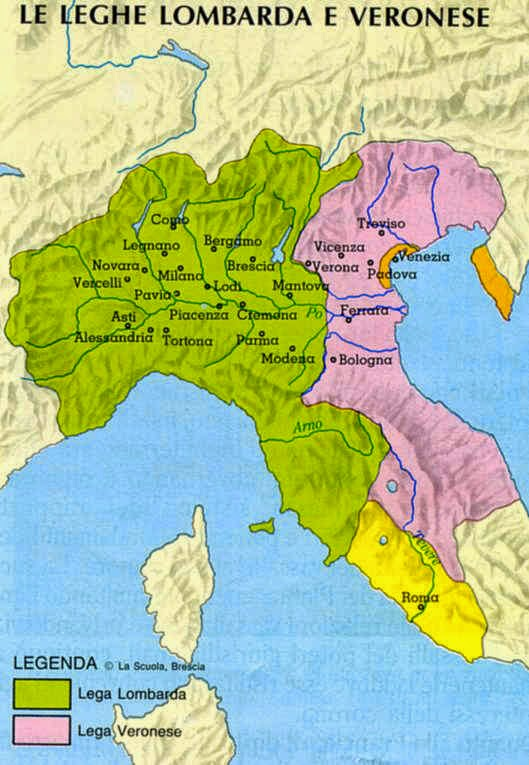 LE LEGHE LOMBARDA E VERONESE
Como
Treviso
Legnano
Bergamo
Vicenza
Venezia
Novara
Milano
Brescia
Verona
Padova
Vercelli
Pavia
Lodi
Mantova
Asti
Piacenza
Cremona
Po
Ferrara
Alessandria
Tortona
Parma
Modena
Bologna
Arno
Tevere
Roma
LEGENDA © La Scuola, Brescia
Lega Lombarda
Lega Veronese